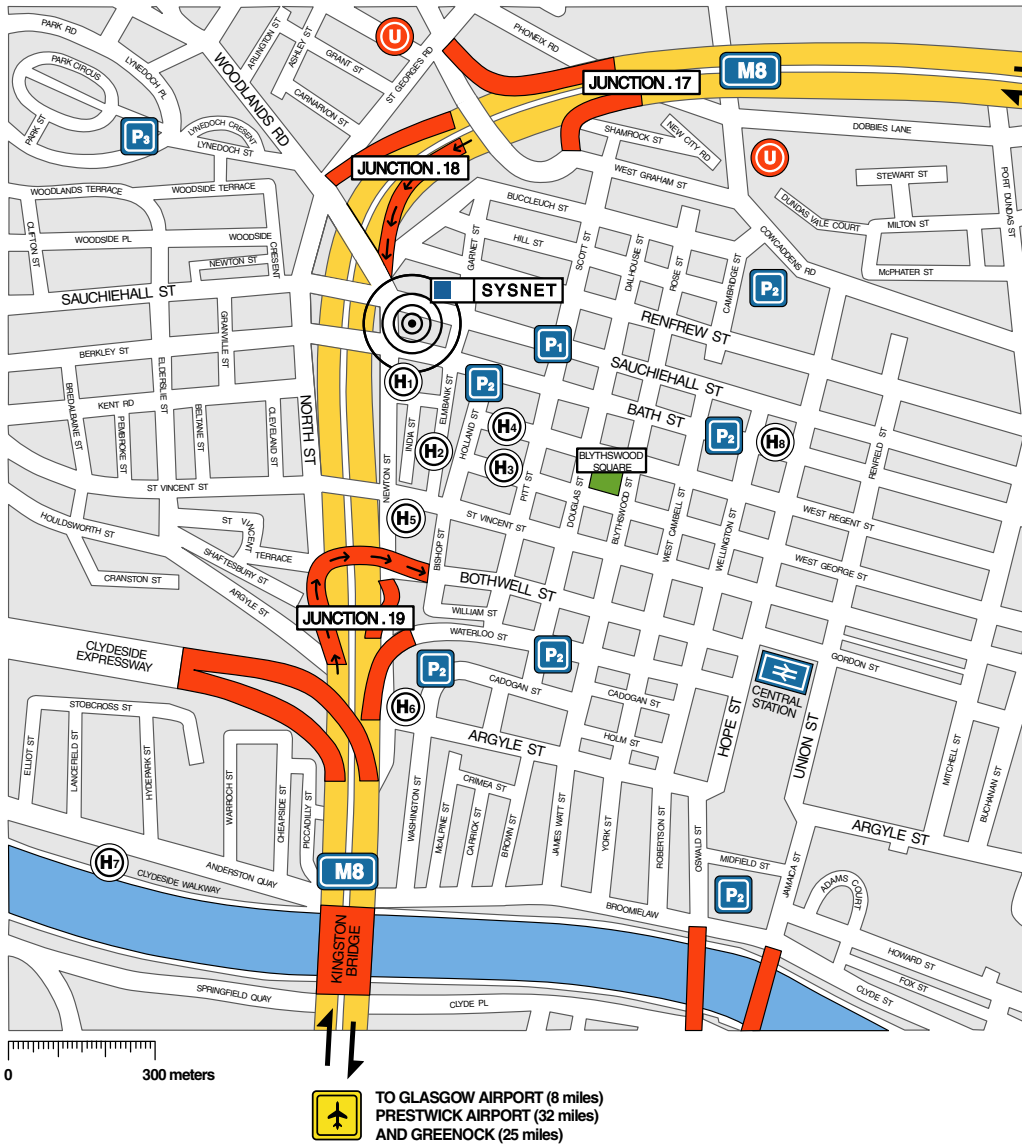 PARK RD
PARK CIRCUS
LYNEDOCH PL
PARK ST
P3
LYNEDOCH CRESENT
LYNEDOCH ST
ARLINGTON ST
ASHLEY ST
GRANT ST
CARNARVON ST
WOODLANDS RD
ST GEORGE'S RD
U
PHONEIX RD
JUNCTION . 17
M8
DOBBIES LANE
SHAMROCK ST
NEW CITY RD
U
WEST GRAHAM ST
STEWART ST
PORT DUNDAS ST
DUNDAS VALE COURT
MILTON ST
COWCADDENS RD
McPHATER ST
JUNCTION . 18
BUCCLEUCH ST
HILL ST
GARNET ST
SCOTT ST
DALHOUSIE ST
ROSE ST
CAMBRIDGE ST
P2
WOODLANDS TERRACE
WOODSIDE TERRACE
CLIFTON ST
WOODSIDE PL
WOODSIDE
CRESENT
NEWTON ST
SAUCHIEHALL ST
SYSNET
RENFREW ST
P1
SAUCHIEHALL ST
BATH ST
BERKLEY ST
GRANVILLE ST
ELDERSLIE ST
KENT RD
BREDALBAINE ST
PEMBROKE ST
BELTANE ST
CLEVELAND ST
NORTH ST
H1
P2
ELMBANK ST
INDIA ST
HOLLAND ST
H2
H4
H3
PITT ST
BLYTHSWOOD
SQUARE
P2
H8
RENFIELD ST
NEWTON ST
H5
DOUGLAS ST
BLYTHSWOOD ST
WEST CAMBELL ST
WELLINGTON ST
WEST REGENT ST
WEST GEORGE ST
ST VINCENT ST
ST VINCENT ST
HOULDSWORTH ST
ST VINCENT
TERRACE
SHAFTESBURY ST
CRANSTON ST
ARGYLE ST
BISHOP ST
BOTHWELL ST
WILLIAM ST
WATERLOO ST
JUNCTION . 19
CLYDESIDE
EXPRESSWAY
P2
P2
CADOGAN ST
CADOGAN ST
GORDON ST
CENTRAL
STATION
H6
ARGYLE ST
HOLM ST
HOPE ST
UNION ST
STOBCROSS ST
ELLIOT ST
LANCEFIELD ST
HYDEPARK ST
WARROCH ST
CHEAPSIDE ST
PICCADILLY ST
WASHINGTON ST
McALPINE ST
CRIMEA ST
CARRICK ST
BROWN ST
JAMES WATT ST
YORK ST
ROBERTSON ST
OSWALD ST
MITCHELL ST
BUCHANAN ST
ARGYLE ST
MIDFIELD ST
JAMAICA ST
ADAMS COURT
P2
H7
ANDERSTON QUAY
CLYDESIDE WALKWAY
M8
BROOMIELAW
KINGSTON
BRIDGE
HOWARD ST
FOX ST
CLYDE ST
SPRINGFIELD QUAY
CLYDE PL
0
300 meters
TO GLASGOW AIRPORT (8 miles)
PRESTWICK AIRPORT (32 miles)
AND GREENOCK (25 miles)